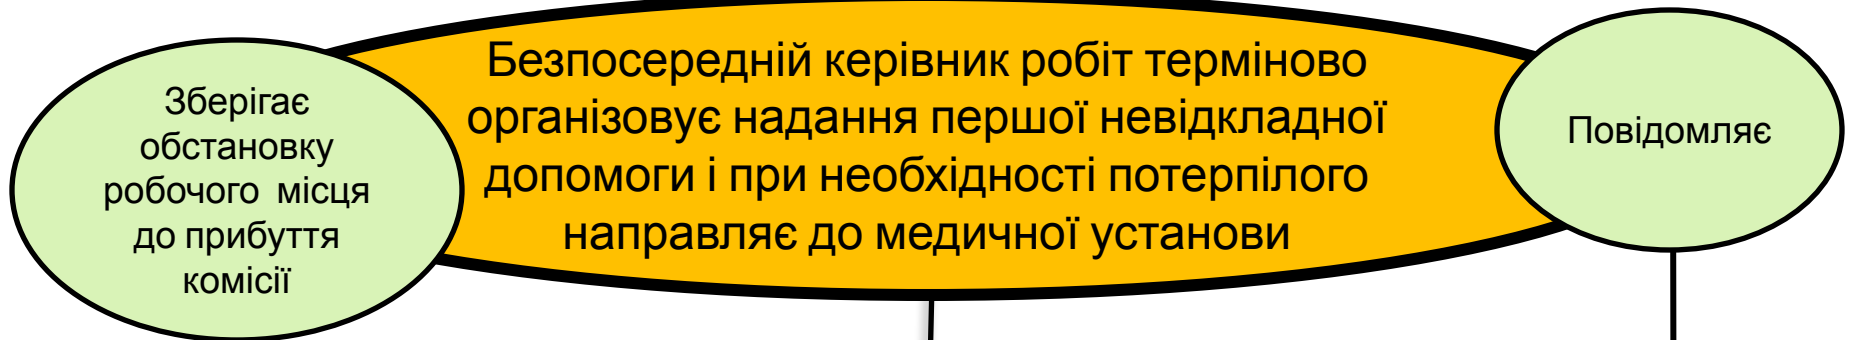 Зберігає
обстановку
робочого місця
до прибуття
комісії
Безпосередній керівник робіт терміново
організовує надання першої невідкладної
допомоги і при необхідності потерпілого
направляє до медичної установи
Повідомляє